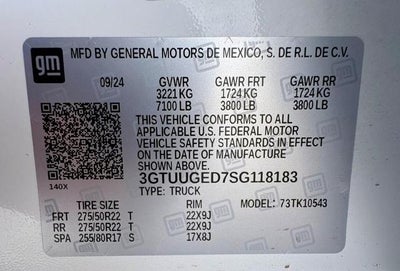 gm
MFD BY GENERAL MOTORS DE MEXICO, S. DE R.L. DE C.V.
09/24 GVWR GAWR FRT GAWR RR
3221 KG 1724 KG 1724 KG
7100 LB 3800 LB 3800 LB
THIS VEHICLE CONFORMS TO ALL
APPLICABLE U.S. FEDERAL MOTOR
VEHICLE SAFETY STANDARDS IN EFFECT
ON THE DATE OF MANUFACTURE
SHOWN ABOVE.
3GTUUGED7SG118183
140X TYPE: TRUCK MODEL: 73TK10543
TIRE SIZE RIM
FRT 275/50R22 T 22X9J
RR 275/50R22 T 22X9J
SPA 255/80R17 S 17X8J